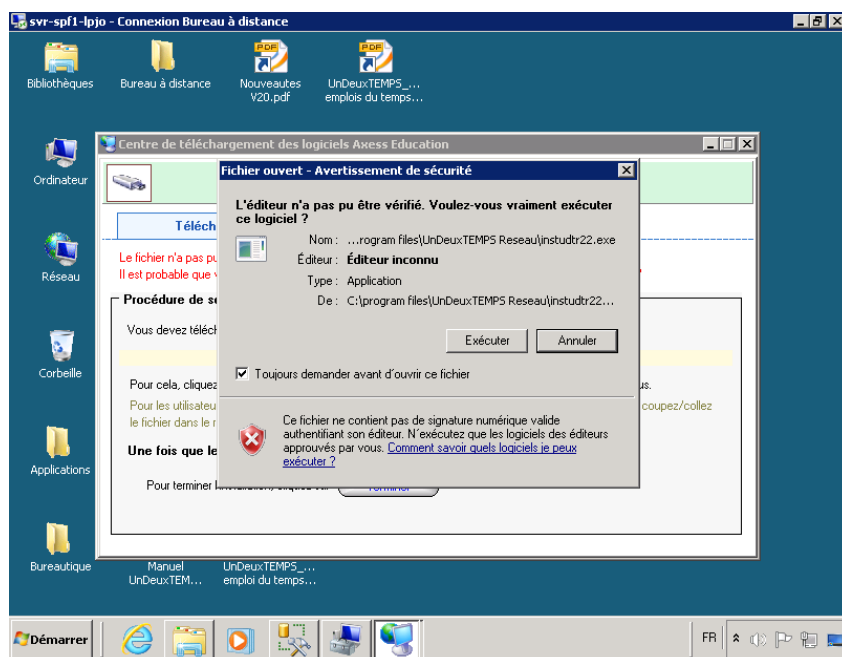 svr-spf1-lpjo - Connexion Bureau à distance
Bibliothèques
Bureau à distance
Nouveautes
V20.pdf
UnDeuxTEMPS_...
emplois du temps...
Ordinateur
Réseau
Corbeille
Applications
Bureautique
Manuel
UnDeuxTEM...
UnDeuxTEMPS_...
emploi du temps...
Centre de téléchargement des logiciels Axess Education
Téléch
Le fichier n'a pas pu
Il est probable que
Procédure de se
Vous devez téléch
Pour cela, cliquez
us.
Pour les utilisateu
coupez/collez
le fichier dans le r
Une fois que le
Pour terminer l'installation, cliquez sur
Terminer
Fichier ouvert - Avertissement de sécurité
L'éditeur n'a pas pu être vérifié. Voulez-vous vraiment exécuter
ce logiciel ?
Nom : ...rogram files\UnDeuxTEMPS Reseau\instudtr22.exe
Éditeur : Éditeur inconnu
Type : Application
De : C:\program files\UnDeuxTEMPS Reseau\instudtr22...
Exécuter
Annuler
Toujours demander avant d'ouvrir ce fichier
Ce fichier ne contient pas de signature numérique valide
authentifiant son éditeur. N'exécutez que les logiciels des éditeurs
approuvés par vous. Comment savoir quels logiciels je peux
exécuter ?
Démarrer
FR